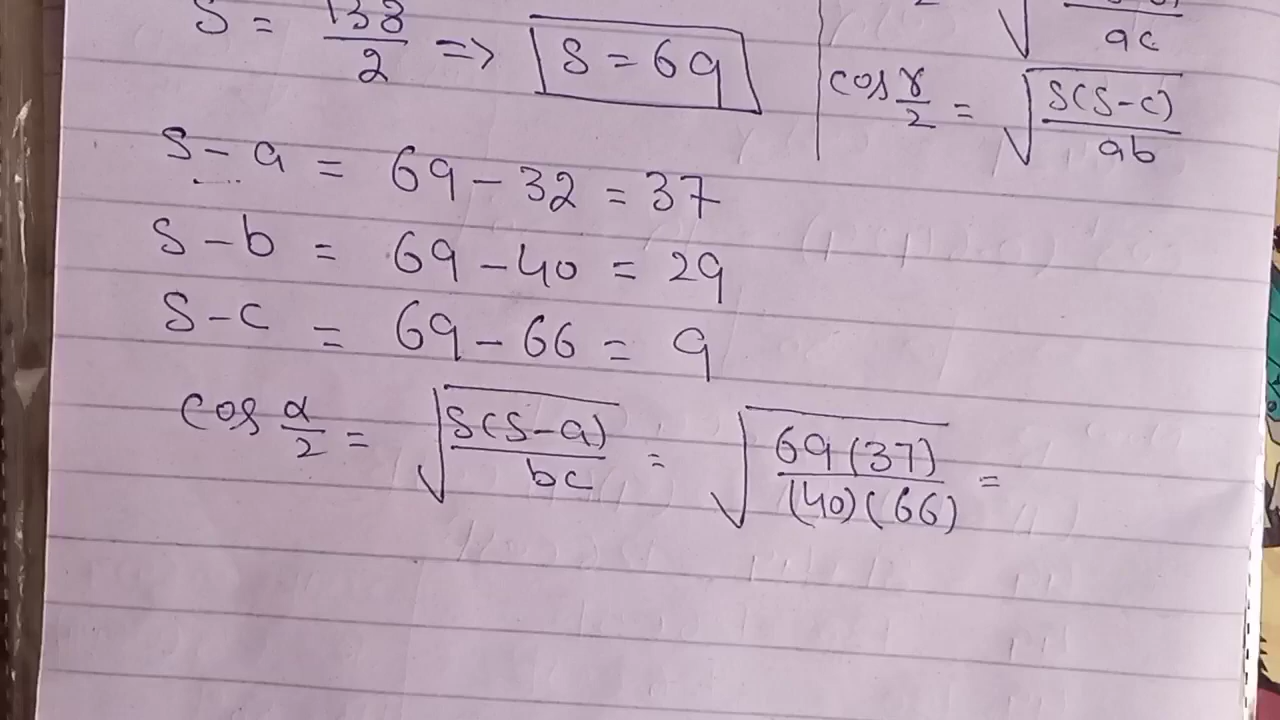 S = 138/2 => S = 69
ac
cos γ/2 = √(S(S-c)/ab)
S - a = 69 - 32 = 37
S - b = 69 - 40 = 29
S - c = 69 - 66 = 9
cos α/2 = √(S(S-a)/bc) = √(69(37)/(40)(66)) =